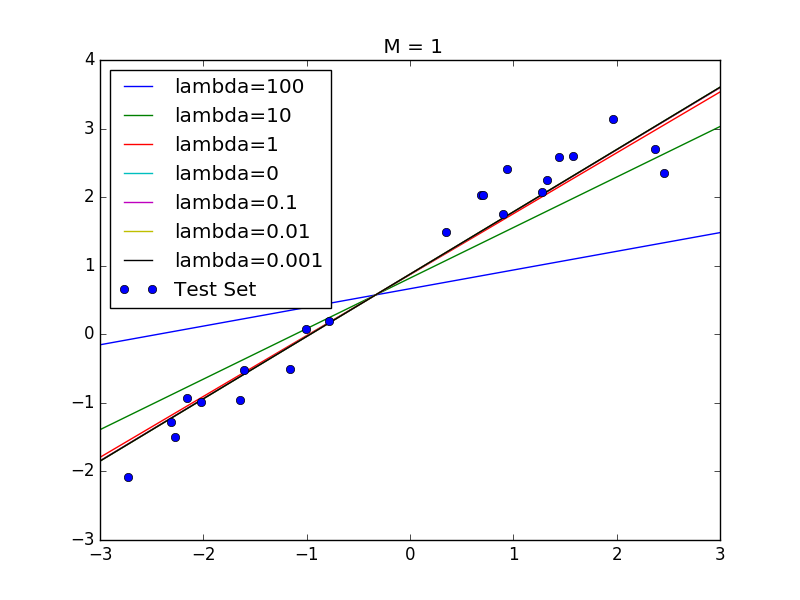 M = 1
4
3
2
1
0
−1
−2
−3
lambda=100
lambda=10
lambda=1
lambda=0
lambda=0.1
lambda=0.01
lambda=0.001
Test Set
−3 −2 −1 0 1 2 3